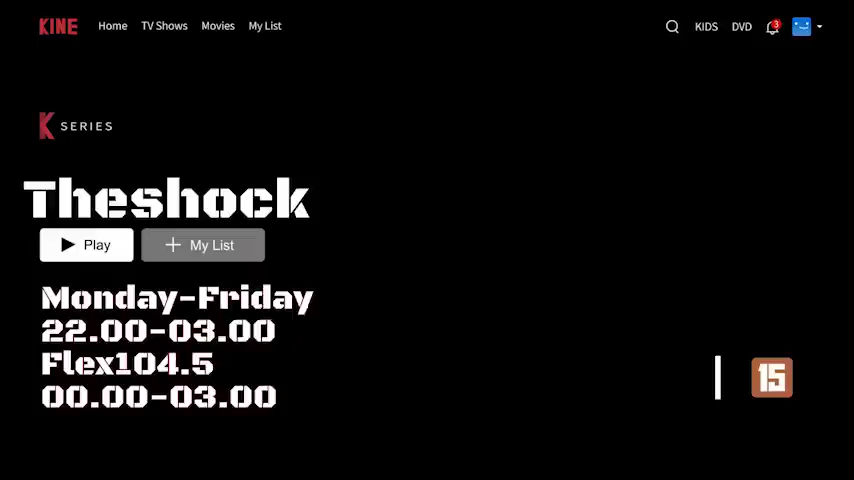 KINE Home TV Shows Movies My List KIDS DVD 3
K SERIES
Theshock
Play My List
Monday-Friday
22.00-03.00
Flex104.5
00.00-03.00
15